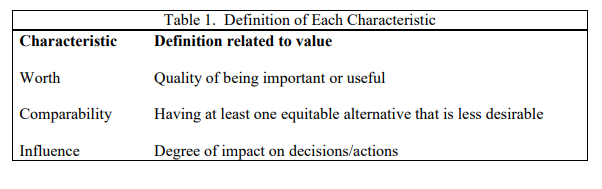 Table 1. Definition of Each Characteristic
Characteristic Definition related to value
Worth Quality of being important or useful
Comparability Having at least one equitable alternative that is less desirable
Influence Degree of impact on decisions/actions